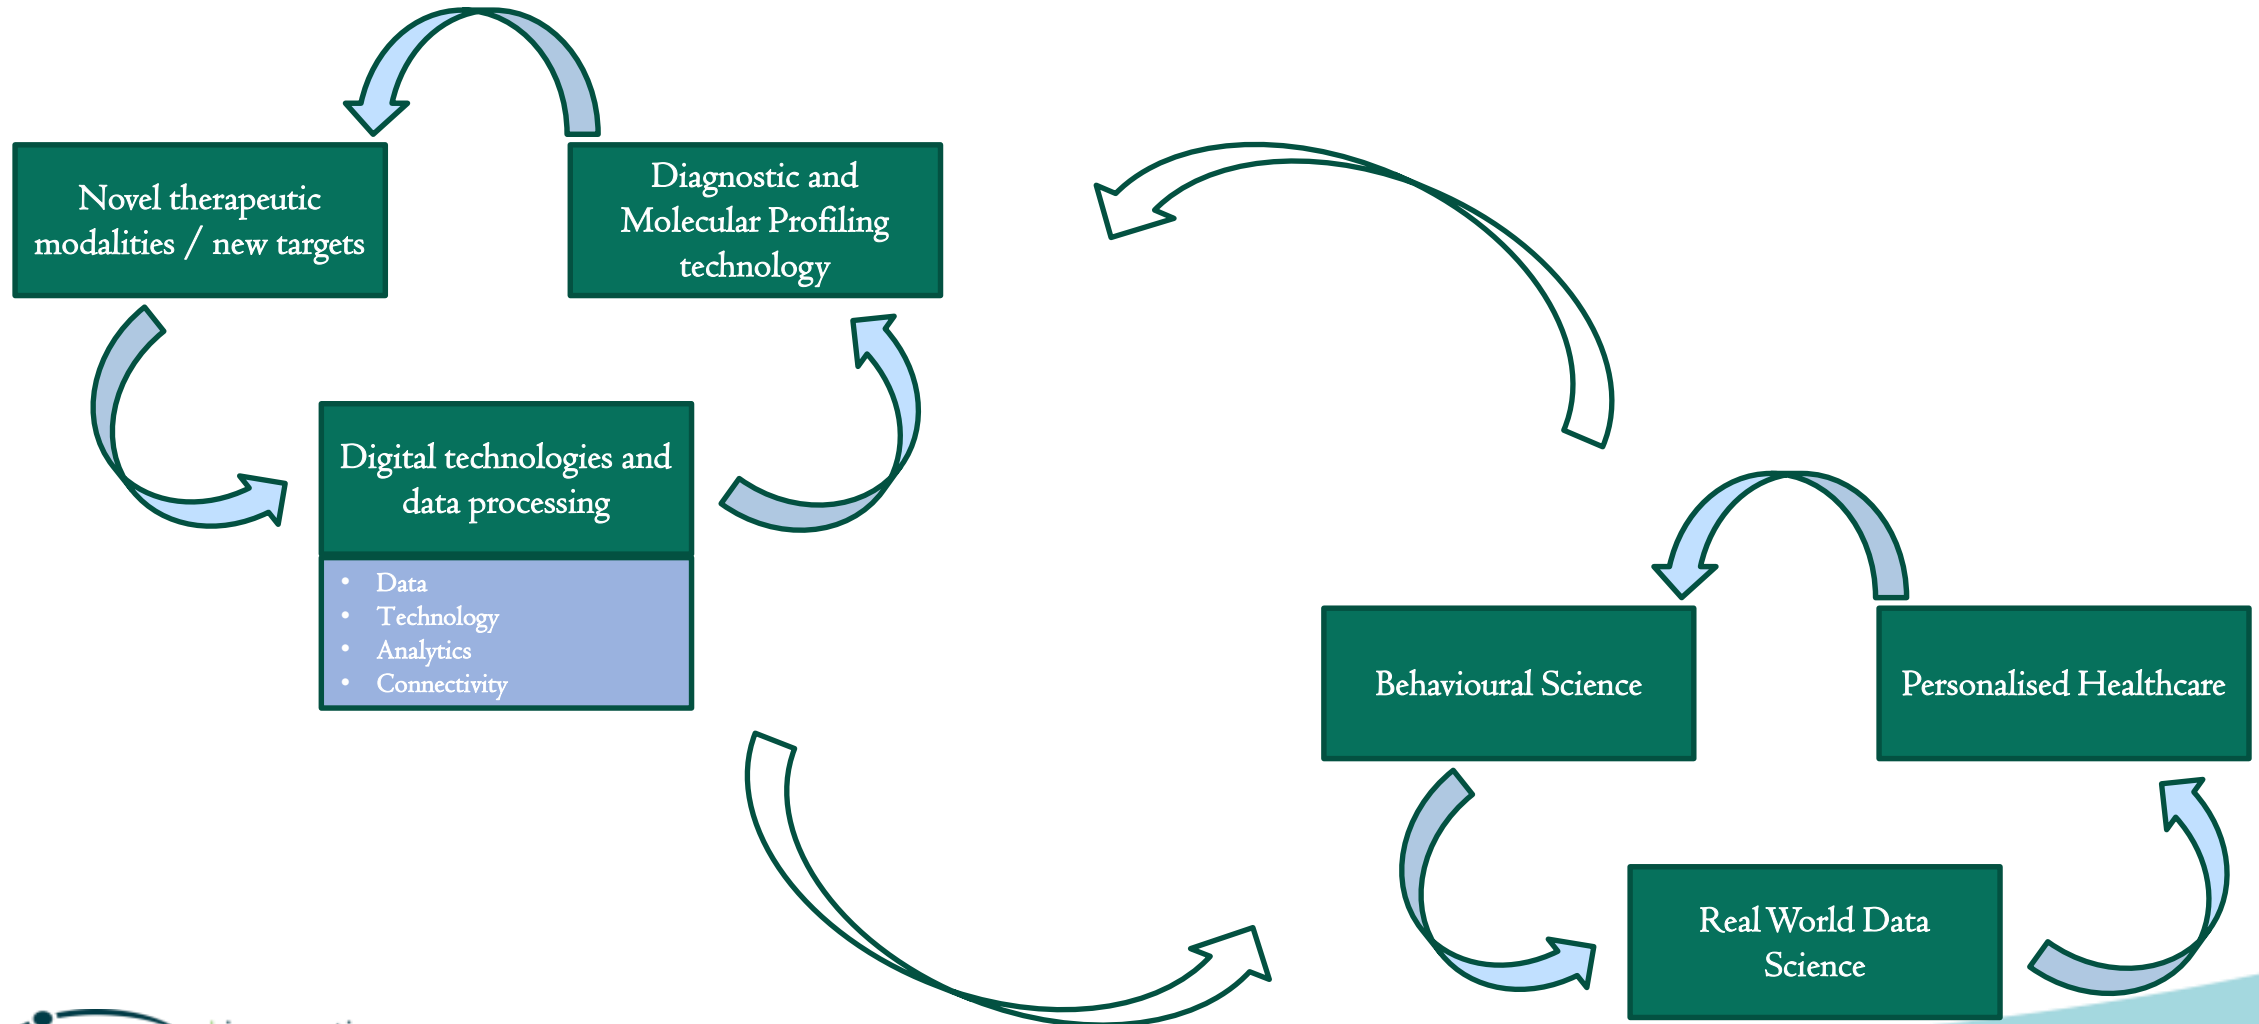 Novel therapeutic
modalities / new targets
Diagnostic and
Molecular Profiling
technology
Digital technologies and
data processing
• Data
• Technology
• Analytics
• Connectivity
Behavioural Science
Personalised Healthcare
Real World Data
Science